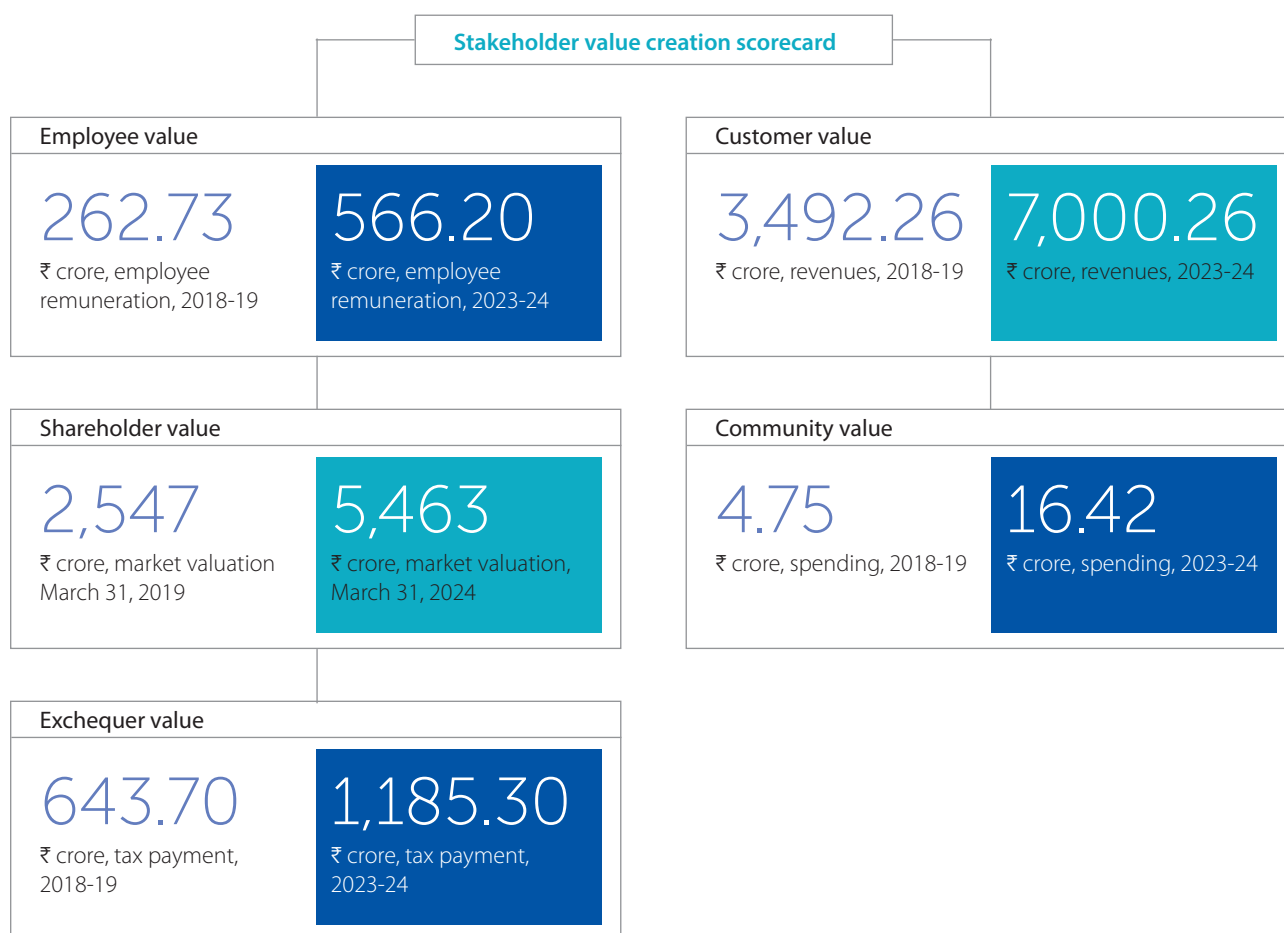 Stakeholder value creation scorecard
Employee value
262.73
₹ crore, employee
remuneration, 2018-19
566.20
₹ crore, employee
remuneration, 2023-24
Customer value
3,492.26
₹ crore, revenues, 2018-19
7,000.26
₹ crore, revenues, 2023-24
Shareholder value
2,547
₹ crore, market valuation
March 31, 2019
5,463
₹ crore, market valuation,
March 31, 2024
Community value
4.75
₹ crore, spending, 2018-19
16.42
₹ crore, spending, 2023-24
Exchequer value
643.70
₹ crore, tax payment,
2018-19
1,185.30
₹ crore, tax payment,
2023-24